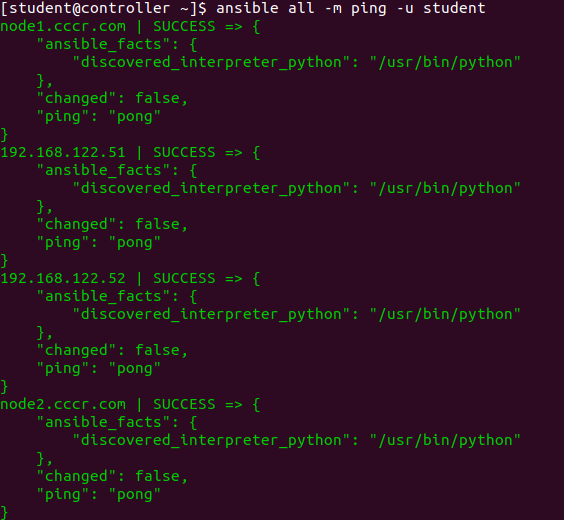 [student@controller ~]$ ansible all -m ping -u student
node1.cccr.com | SUCCESS => {
    "ansible_facts": {
        "discovered_interpreter_python": "/usr/bin/python"
    },
    "changed": false,
    "ping": "pong"
}
192.168.122.51 | SUCCESS => {
    "ansible_facts": {
        "discovered_interpreter_python": "/usr/bin/python"
    },
    "changed": false,
    "ping": "pong"
}
192.168.122.52 | SUCCESS => {
    "ansible_facts": {
        "discovered_interpreter_python": "/usr/bin/python"
    },
    "changed": false,
    "ping": "pong"
}
node2.cccr.com | SUCCESS => {
    "ansible_facts": {
        "discovered_interpreter_python": "/usr/bin/python"
    },
    "changed": false,
    "ping": "pong"
}